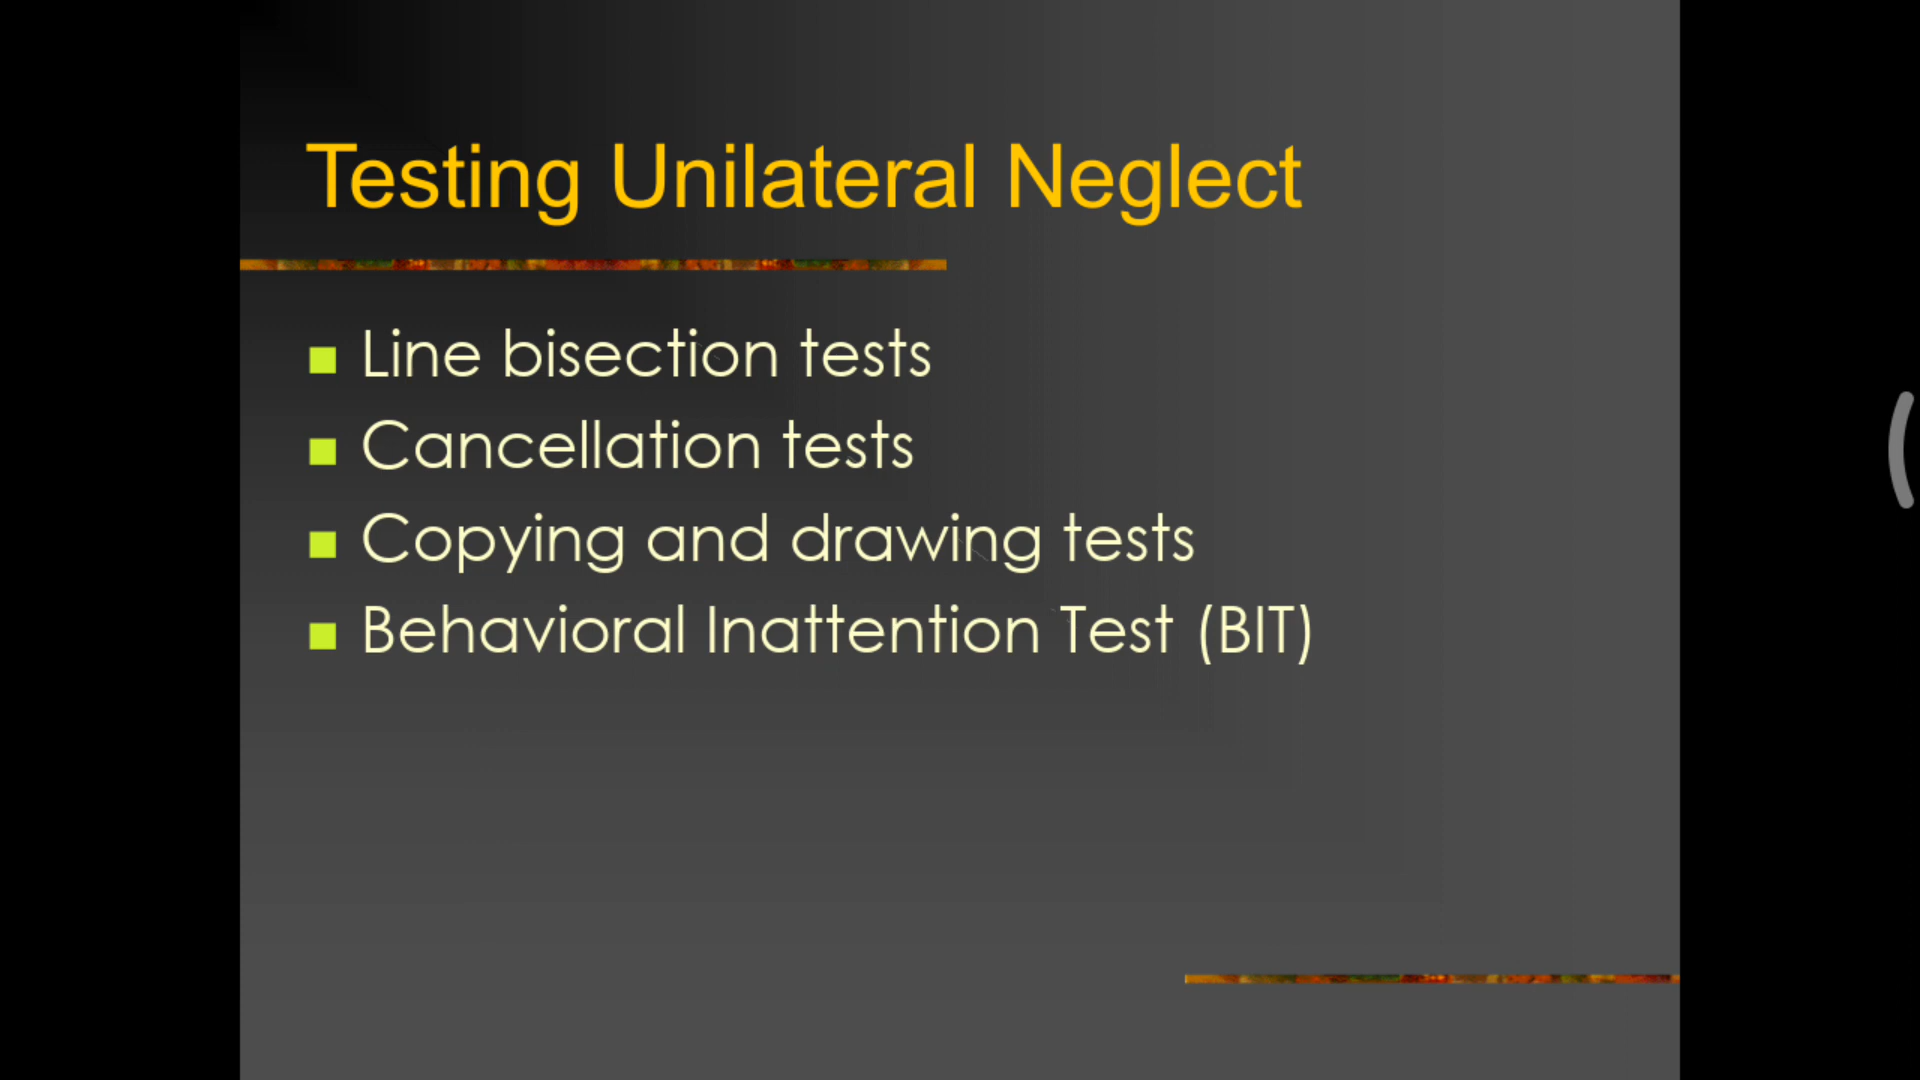 Testing Unilateral Neglect
Line bisection tests
Cancellation tests
Copying and drawing tests
Behavioral Inattention Test (BIT)